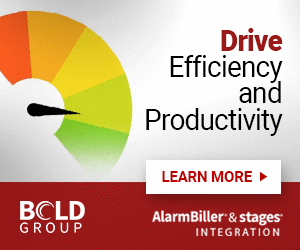 Drive
Efficiency
and
Productivity
LEARN MORE
BOLD
GROUP
AlarmBiller® & stages®
INTEGRATION